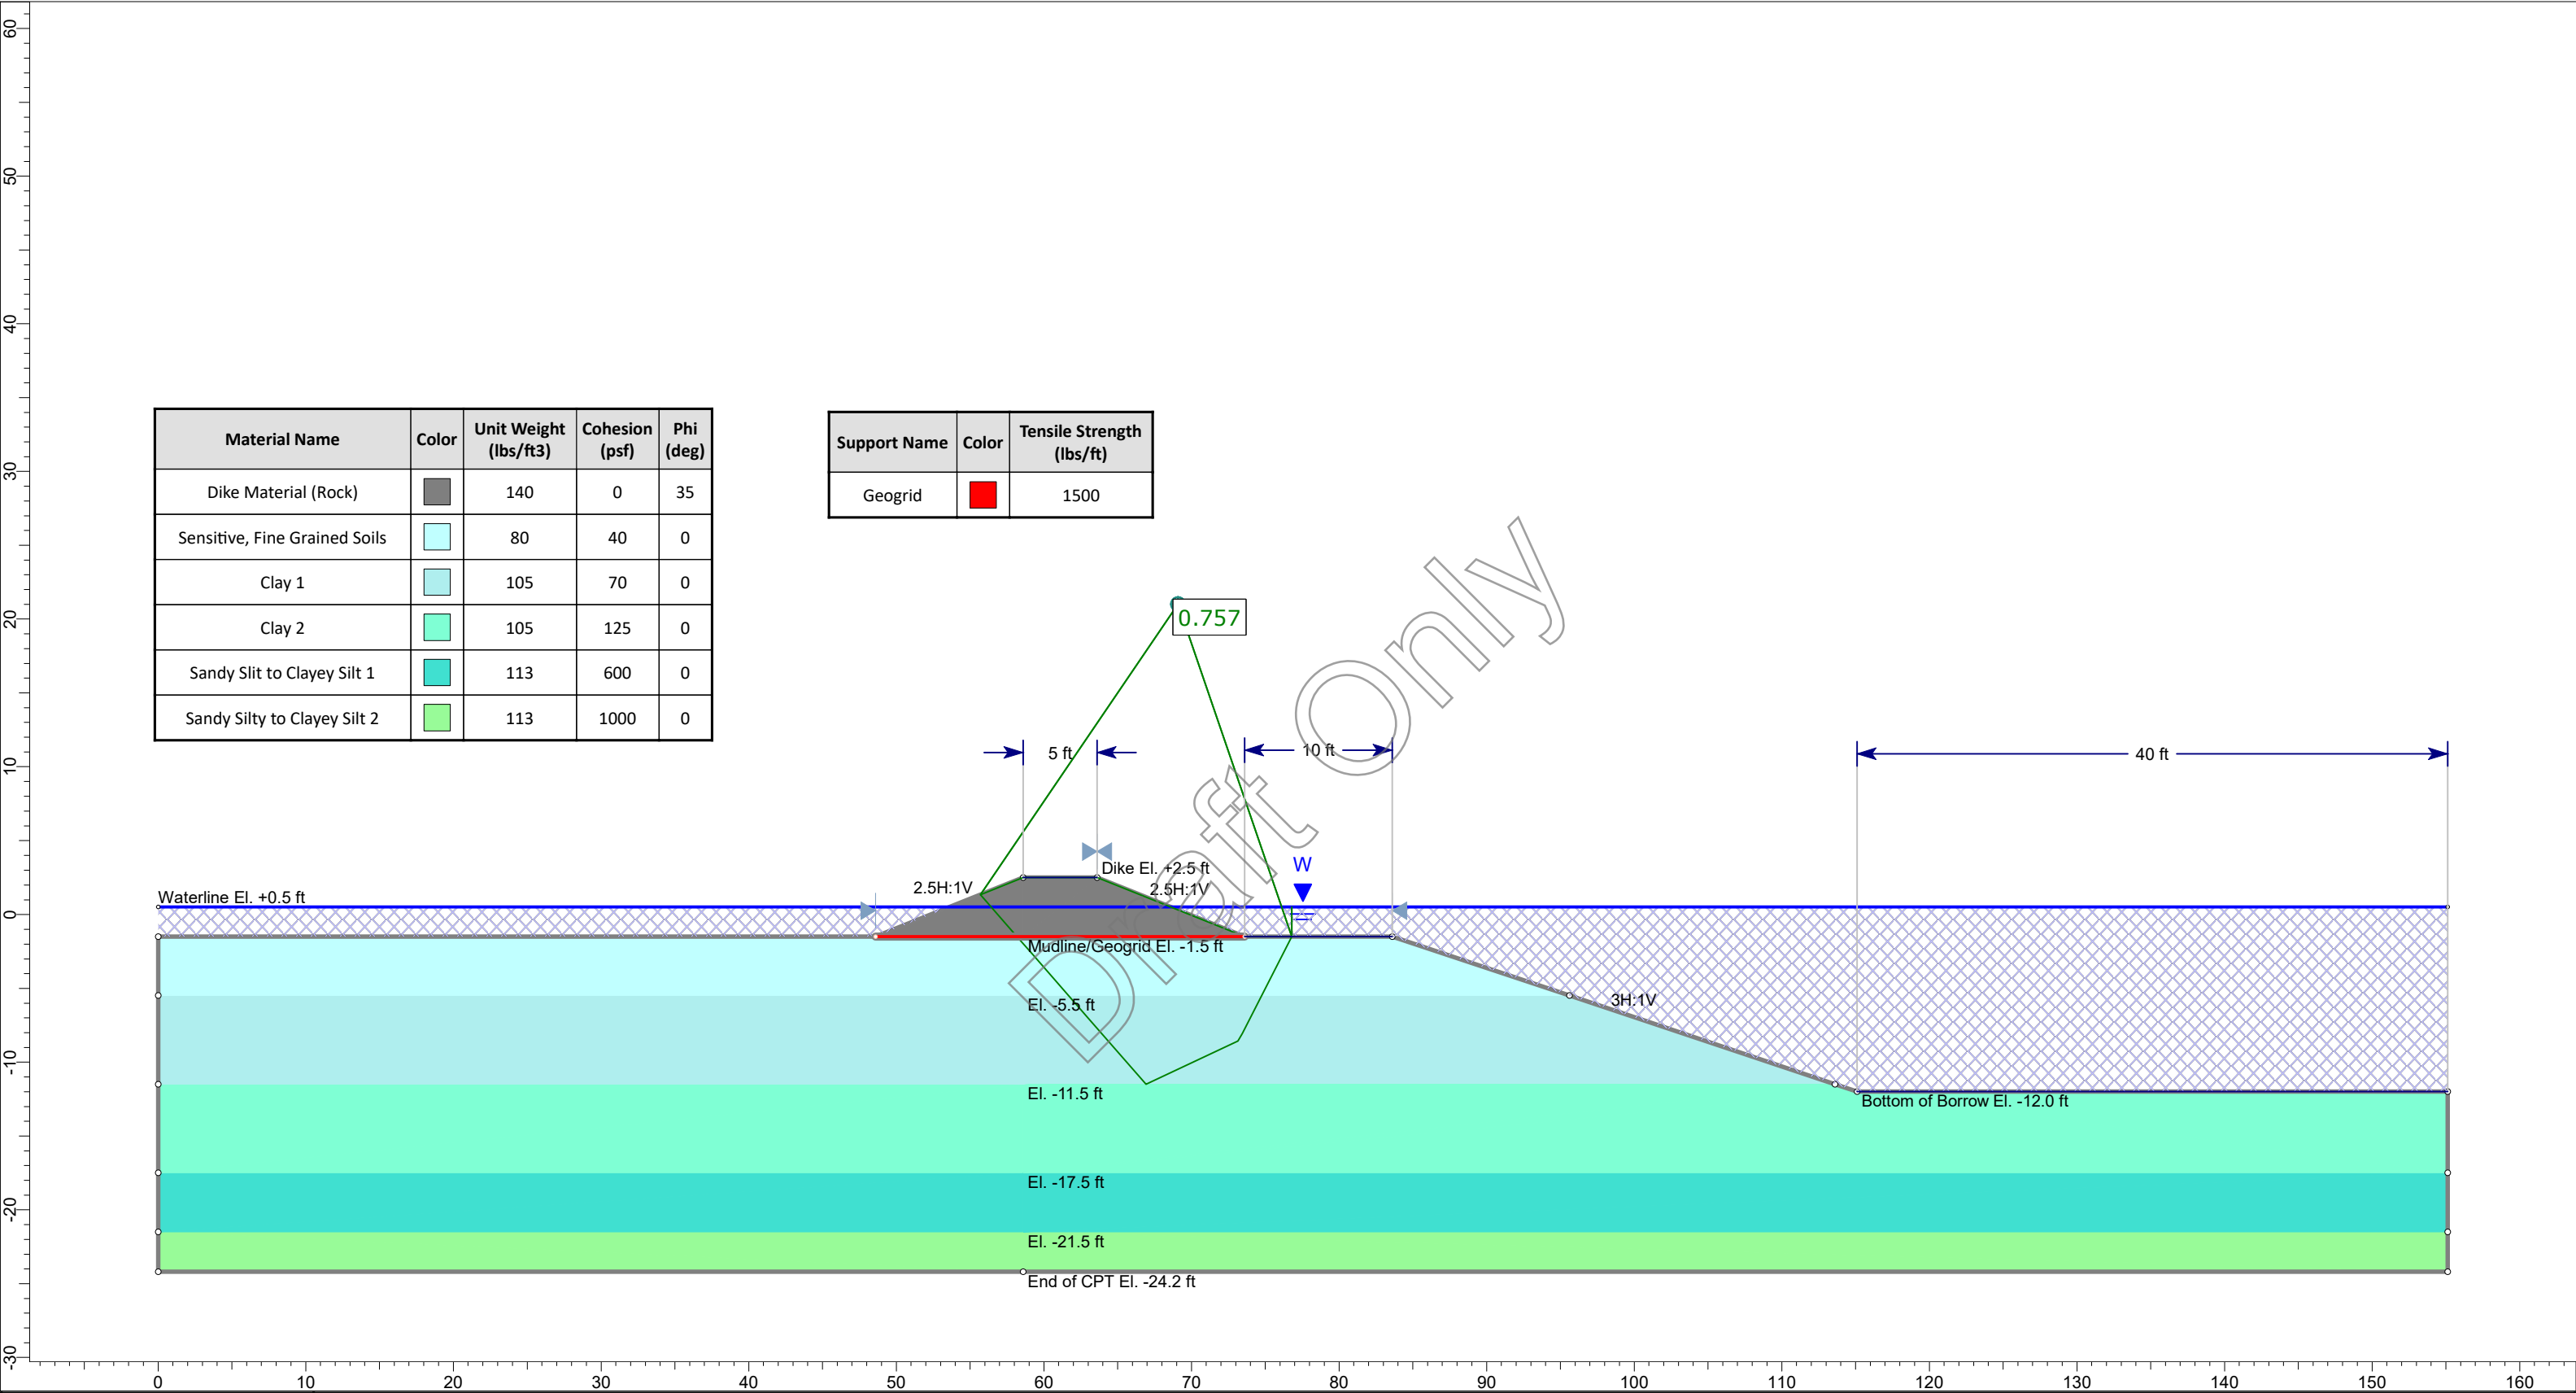 60
50
40
30
20
10
0
-10
-20
-30
Material Name Color Unit Weight (lbs/ft3) Cohesion (psf) Phi (deg)
Dike Material (Rock) 140 0 35
Sensitive, Fine Grained Soils 80 40 0
Clay 1 105 70 0
Clay 2 105 125 0
Sandy Slit to Clayey Silt 1 113 600 0
Sandy Silty to Clayey Silt 2 113 1000 0
Support Name Color Tensile Strength (lbs/ft)
Geogrid 1500
0.757
5 ft
10 ft
40 ft
Draft Only
W
Dike El. +2.5 ft
2.5H:1V
2.5H:1V
Waterline El. +0.5 ft
Mudline/Geogrid El. -1.5 ft
El. -5.5 ft
3H:1V
El. -11.5 ft
Bottom of Borrow El. -12.0 ft
El. -17.5 ft
El. -21.5 ft
End of CPT El. -24.2 ft
0 10 20 30 40 50 60 70 80 90 100 110 120 130 140 150 160